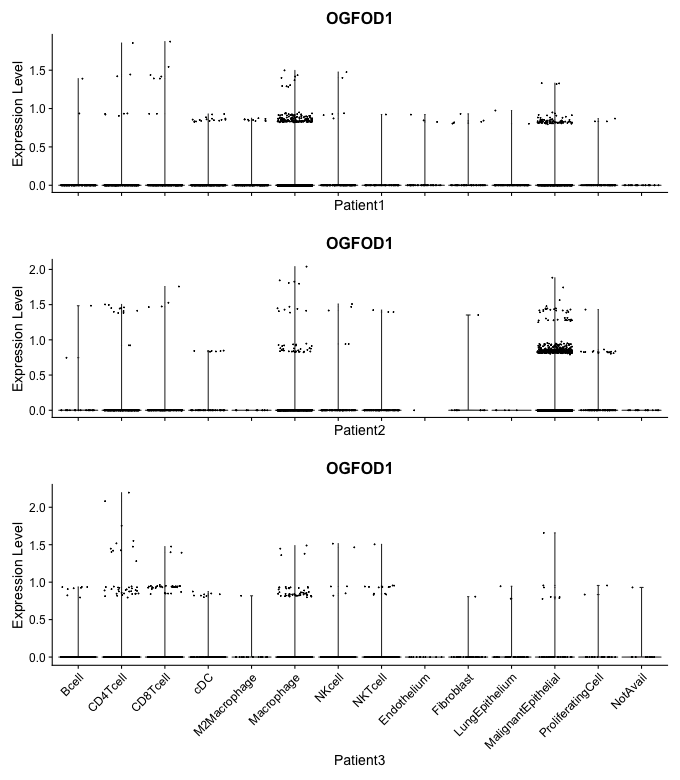 OGFOD1
Expression Level
1.5
1.0
0.5
0.0
Patient1
OGFOD1
Expression Level
2.0
1.5
1.0
0.5
0.0
Patient2
OGFOD1
Expression Level
2.0
1.5
1.0
0.5
0.0
Bcell
CD4Tcell
CD8Tcell
cDC
M2Macrophage
Macrophage
NKcell
NKTcell
Endothelium
Fibroblast
LungEpithelium
MalignantEpithelial
ProliferatingCell
NotAvail
Patient3